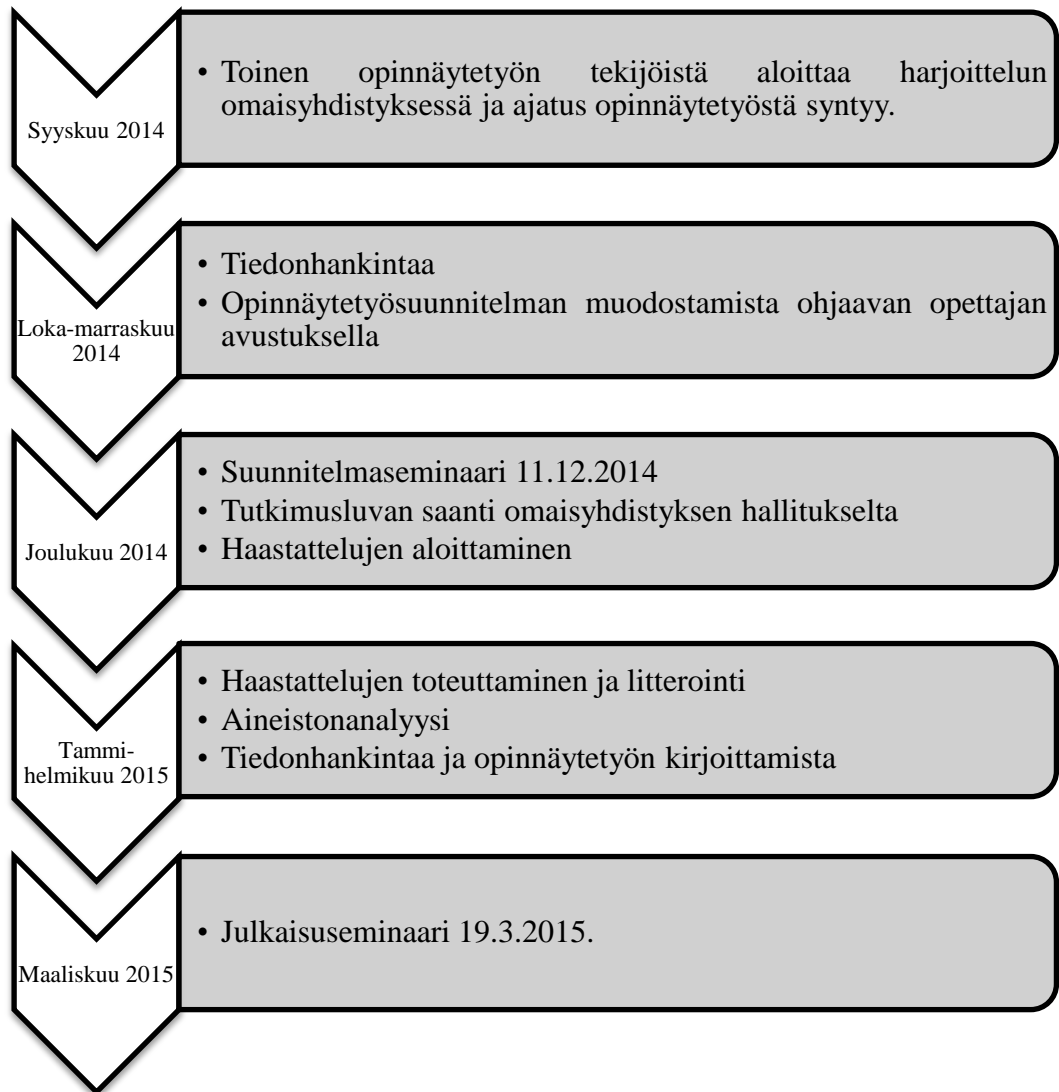 Syyskuu 2014
• Toinen opinnäytetyön tekijöistä aloittaa harjoittelun
omaisyhdistyksessä ja ajatus opinnäytetyöstä syntyy.
Loka-marraskuu
2014
• Tiedonhankintaa
• Opinnäytetyösuunnitelman muodostamista ohjaavan opettajan
avustuksella
Joulukuu 2014
• Suunnitelmaseminaari 11.12.2014
• Tutkimusluvan saanti omaisyhdistyksen hallitukselta
• Haastattelujen aloittaminen
Tammi-
helmikuu 2015
• Haastattelujen toteuttaminen ja litterointi
• Aineistonanalyysi
• Tiedonhankintaa ja opinnäytetyön kirjoittamista
Maaliskuu 2015
• Julkaisuseminaari 19.3.2015.